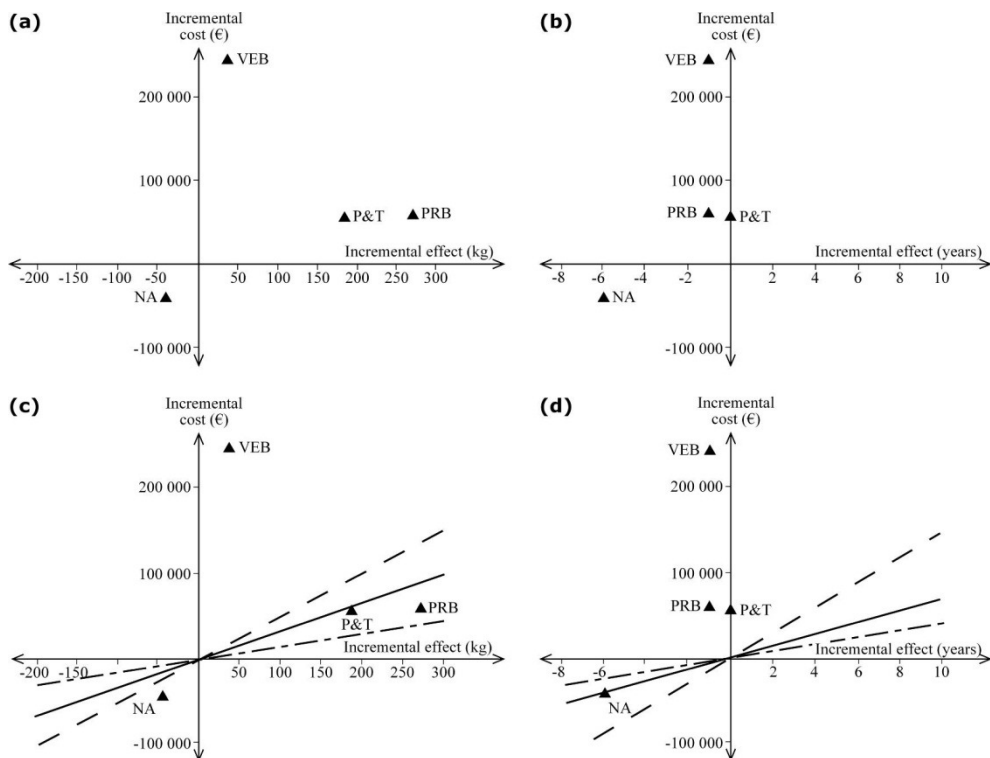 (a)
Incremental
cost (€)
VEB
200 000
100 000
P&T
PRB
Incremental effect (kg)
-200 -150 -100 -50 50 100 150 200 250 300
NA
-100 000
(b)
Incremental
cost (€)
VEB
200 000
100 000
PRB
P&T
Incremental effect (years)
-8 -6 -4 -2 2 4 6 8 10
NA
-100 000
(c)
Incremental
cost (€)
VEB
200 000
100 000
P&T
PRB
Incremental effect (kg)
-200 -150 -100 -50 50 100 150 200 250 300
NA
-100 000
(d)
Incremental
cost (€)
VEB
200 000
100 000
PRB
P&T
Incremental effect (years)
-8 -6 -4 -2 2 4 6 8 10
NA
-100 000